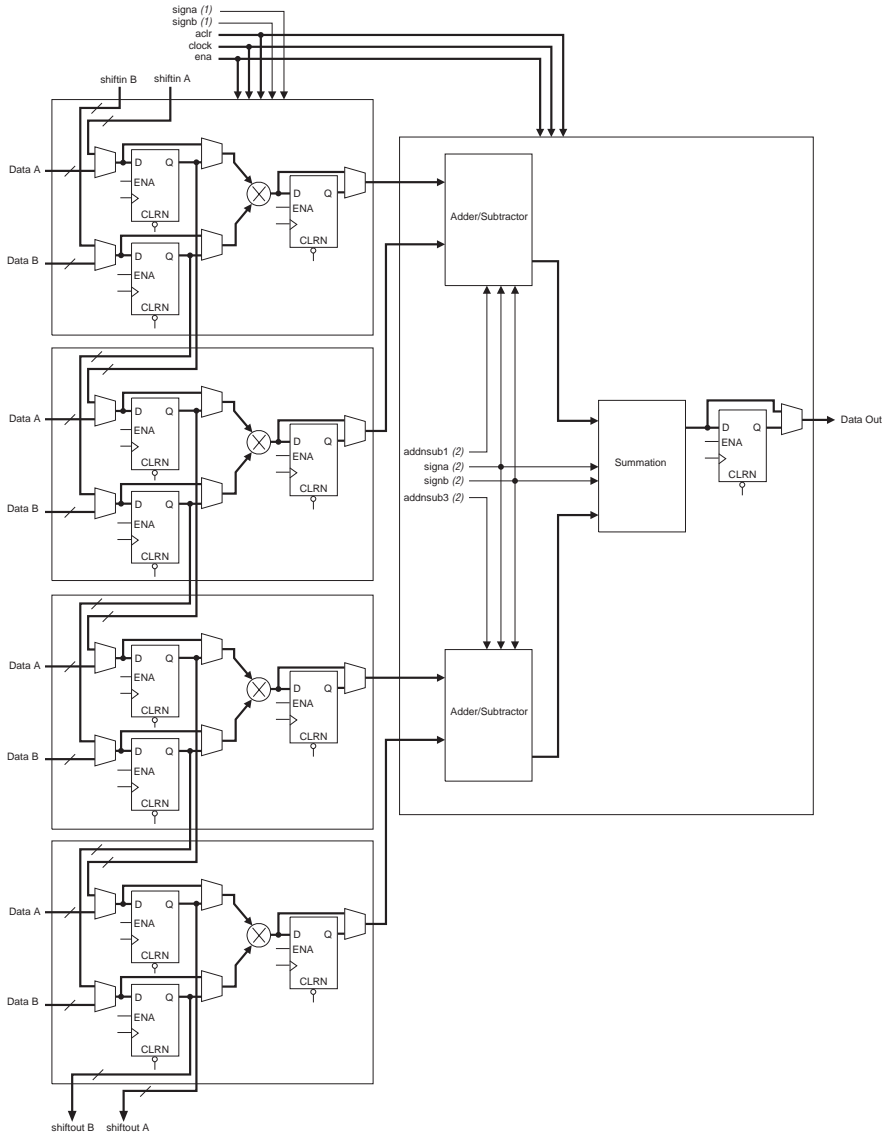 signa (1)
signb (1)
aclr
clock
ena
shiftin B
shiftin A
Data A
D Q
ENA
CLRN
Data B
D Q
ENA
CLRN
D Q
ENA
CLRN
Data A
D Q
ENA
CLRN
Data B
D Q
ENA
CLRN
D Q
ENA
CLRN
Data A
D Q
ENA
CLRN
Data B
D Q
ENA
CLRN
D Q
ENA
CLRN
Data A
D Q
ENA
CLRN
Data B
D Q
ENA
CLRN
D Q
ENA
CLRN
shiftout B
shiftout A
Adder/Subtractor
addnsub1 (2)
signa (2)
signb (2)
addnsub3 (2)
Adder/Subtractor
Summation
D Q
ENA
CLRN
Data Out